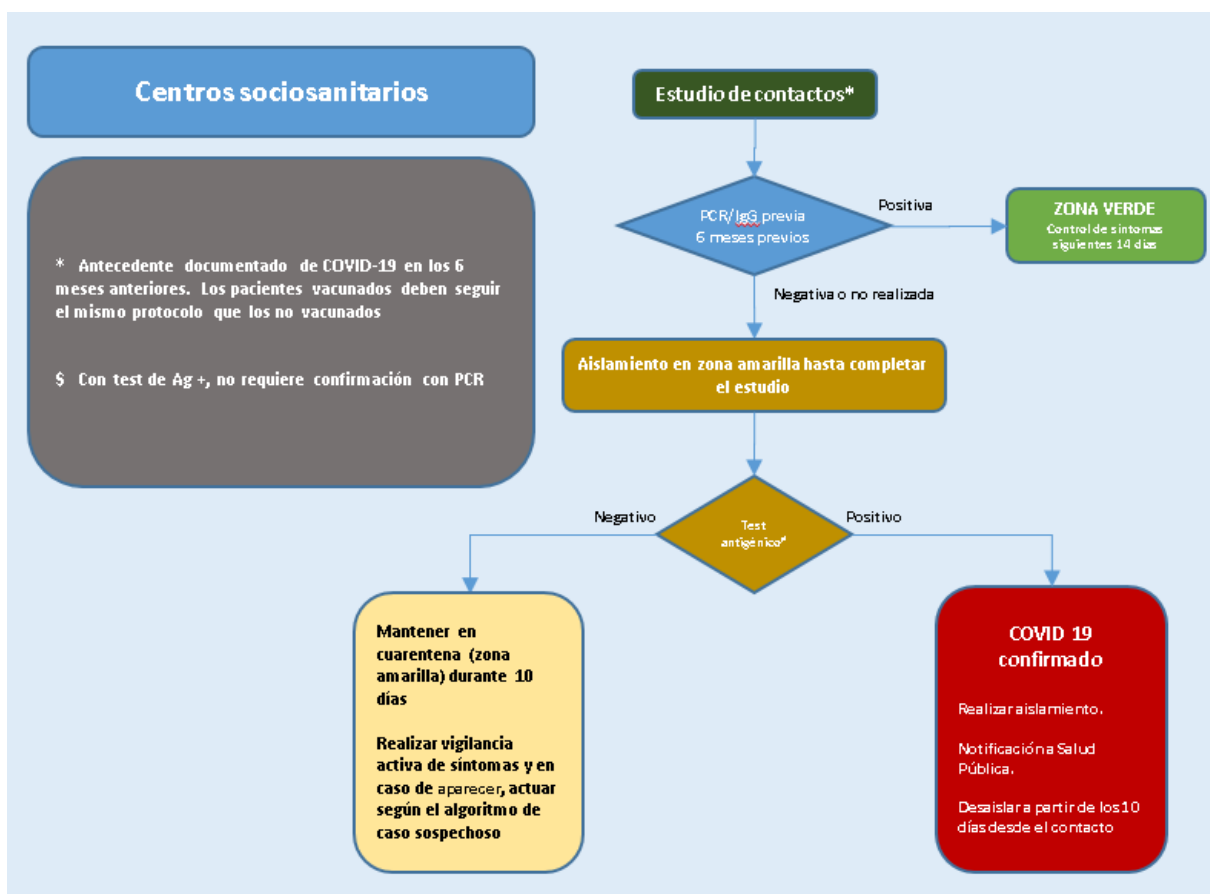 Centros sociosanitarios
* Antecedente documentado de COVID-19 en los 6
meses anteriores. Los pacientes vacunados deben seguir
el mismo protocolo que los no vacunados
$ Con test de Ag +, no requiere confirmación con PCR
Estudio de contactos*
PCR/IgG previa
6 meses previos
Positiva
ZONA VERDE
Control de síntomas
siguientes 14 días
Negativa o no realizada
Aislamiento en zona amarilla hasta completar
el estudio
Negativo
Test
antigénico*
Positivo
Mantener en
cuarentena (zona
amarilla) durante 10
días
Realizar vigilancia
activa de síntomas y en
caso de aparecer, actuar
según el algoritmo de
caso sospechoso
COVID 19
confirmado
Realizar aislamiento.
Notificación a Salud
Pública.
Desaislar a partir de los 10
días desde el contacto